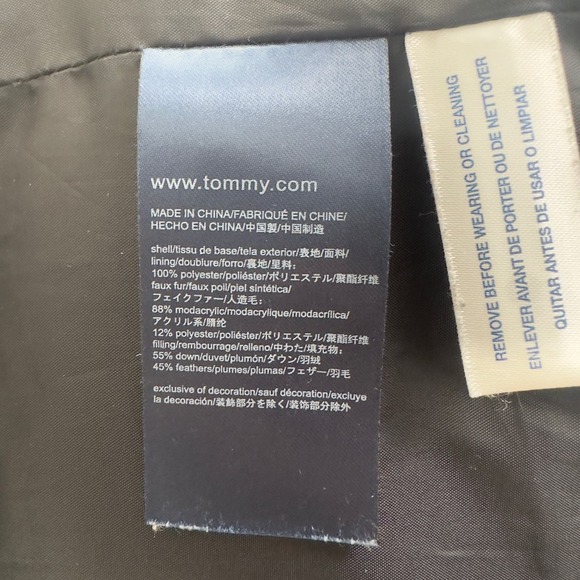 www.tommy.com
MADE IN CHINA/FABRIQUÉ EN CHINE/
HECHO EN CHINA/中国製/中国制造
shell/tissu de base/tela exterior/表地/面料/
lining/doublure/forro/裏地/里料:
100% polyester/poliéster/ポリエステル/聚酯纤维
faux fur/faux poil/piel sintética/
フェイクファー/人造毛:
88% modacrylic/modacrylique/modacrílica/
アクリル系/腈纶
12% polyester/poliéster/ポリエステル/聚酯纤维
filling/rembourrage/relleno/中わた/填充物:
55% down/duvet/plumón/ダウン/羽绒
45% feathers/plumes/plumas/フェザー/羽毛
exclusive of decoration/sauf décoration/excluye
la decoración/装飾部分を除く/装饰部分除外
REMOVE BEFORE WEARING OR CLEANING
ENLEVER AVANT DE PORTER OU DE NETTOYER
QUITAR ANTES DE USAR O LIMPIAR